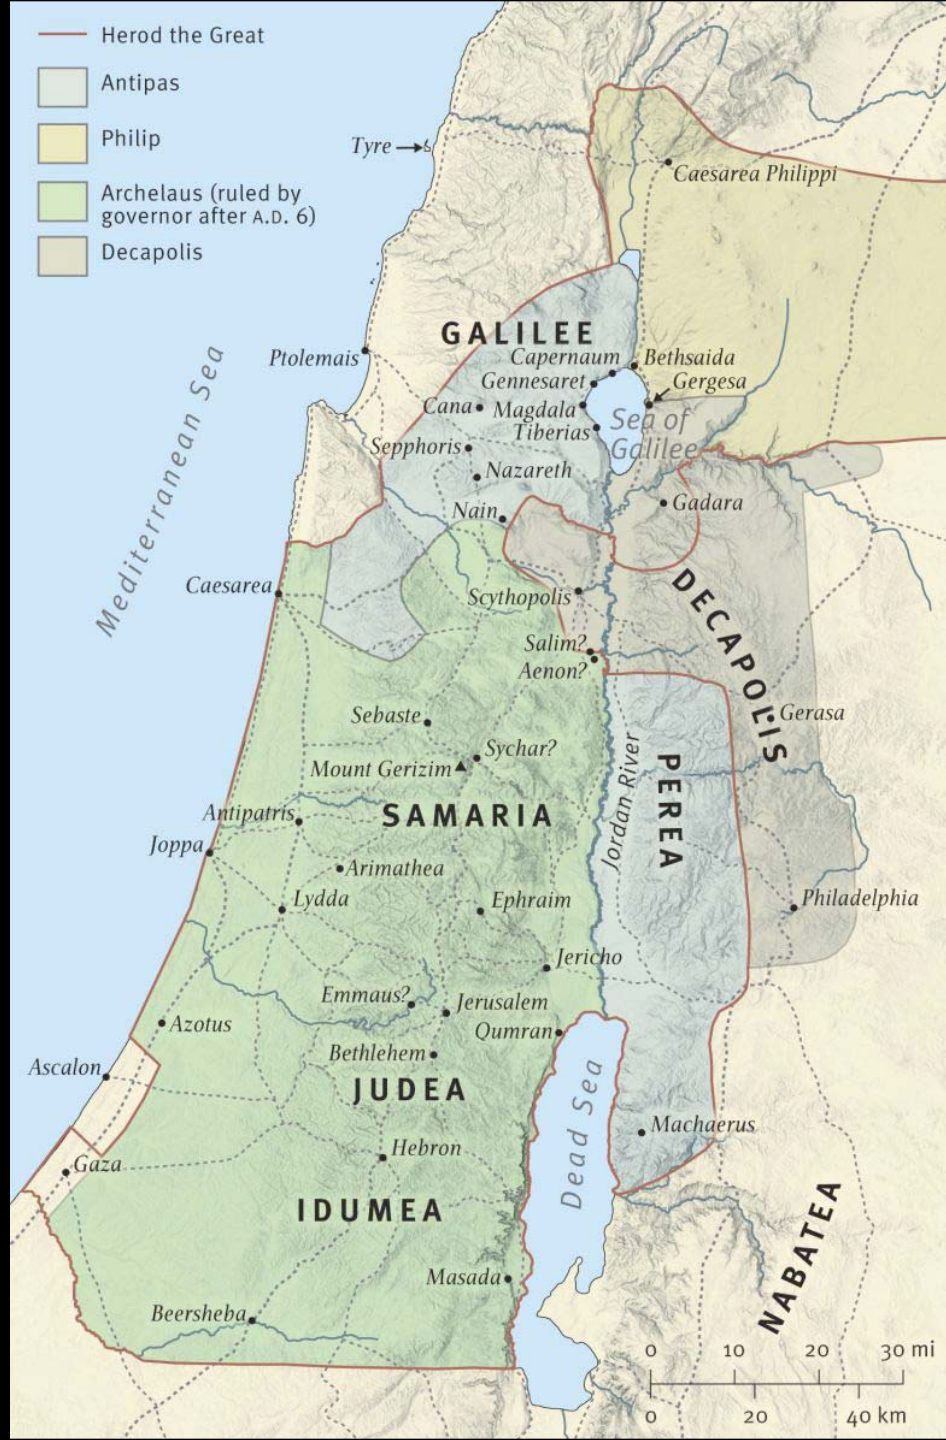 Herod the Great
Antipas
Philip
Archelaus (ruled by
governor after A.D. 6)
Decapolis
Tyre
Caesarea Philippi
GALILEE
Ptolemais
Capernaum
Bethsaida
Gennesaret
Gergesa
Cana
Magdala
Sea of
Galilee
Tiberias
Sepphoris
Nazareth
Mediterranean Sea
Nain
Gadara
DECAPOLIS
Caesarea
Scythopolis
Salim?
Aenon?
Gerasa
Sebaste
Sychar?
Mount Gerizim
Jordan River
PEREA
SAMARIA
Antipatris
Joppa
Arimathea
Lydda
Ephraim
Philadelphia
Jericho
Emmaus?
Jerusalem
Azotus
Qumran
Bethlehem
Ascalon
JUDEA
Dead Sea
Machaerus
Hebron
Gaza
IDUMEA
NABATEA
Masada
Beersheba
0 10 20 30 mi
0 20 40 km